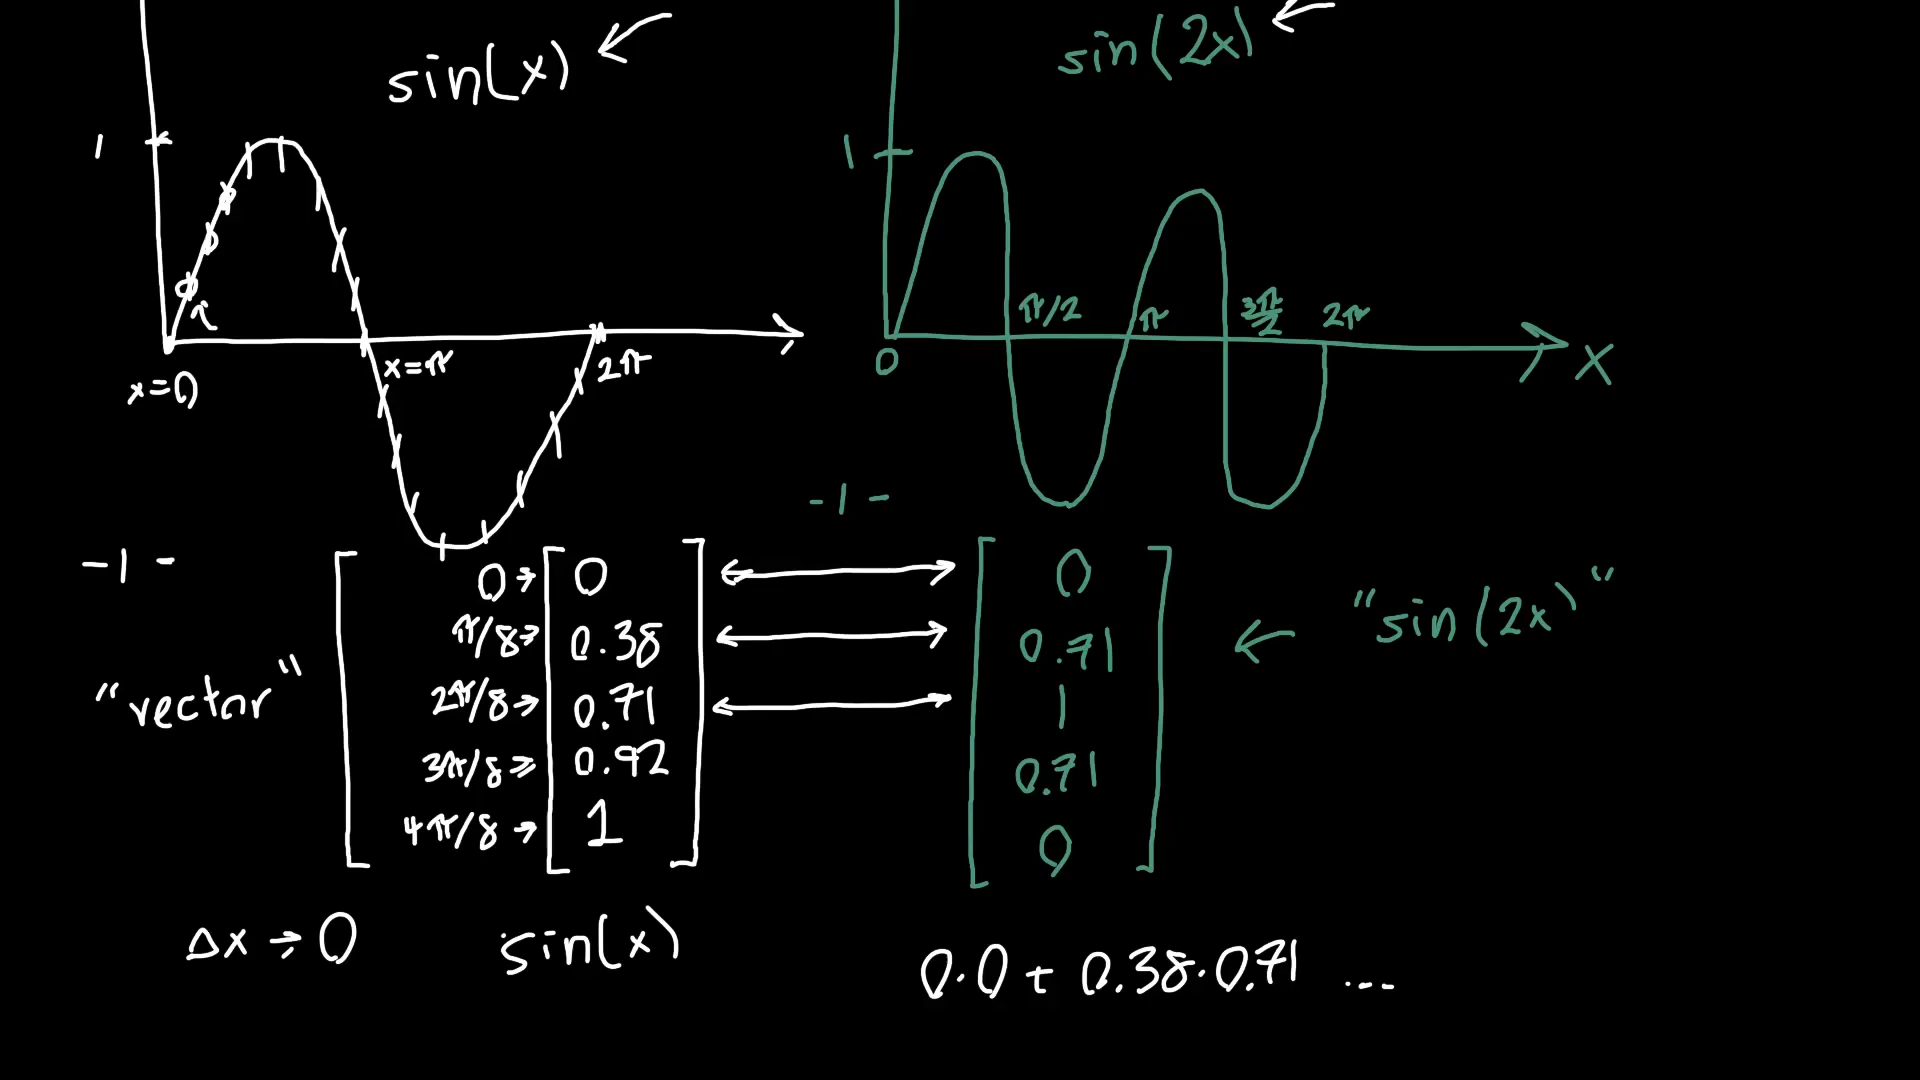 sin(x)
sin(2x)
1
1
π/2
π
3π/2
2π
x=0
x=π
2π
0
x
-1-
-1-
"vector"
0→ 0
π/8→ 0.38
2π/8→ 0.71
3π/8→ 0.92
4π/8→ 1
0
0.71
1
0.71
0
"sin(2x)"
Δx→0
sin(x)
0·0 + 0.38·0.71 ...